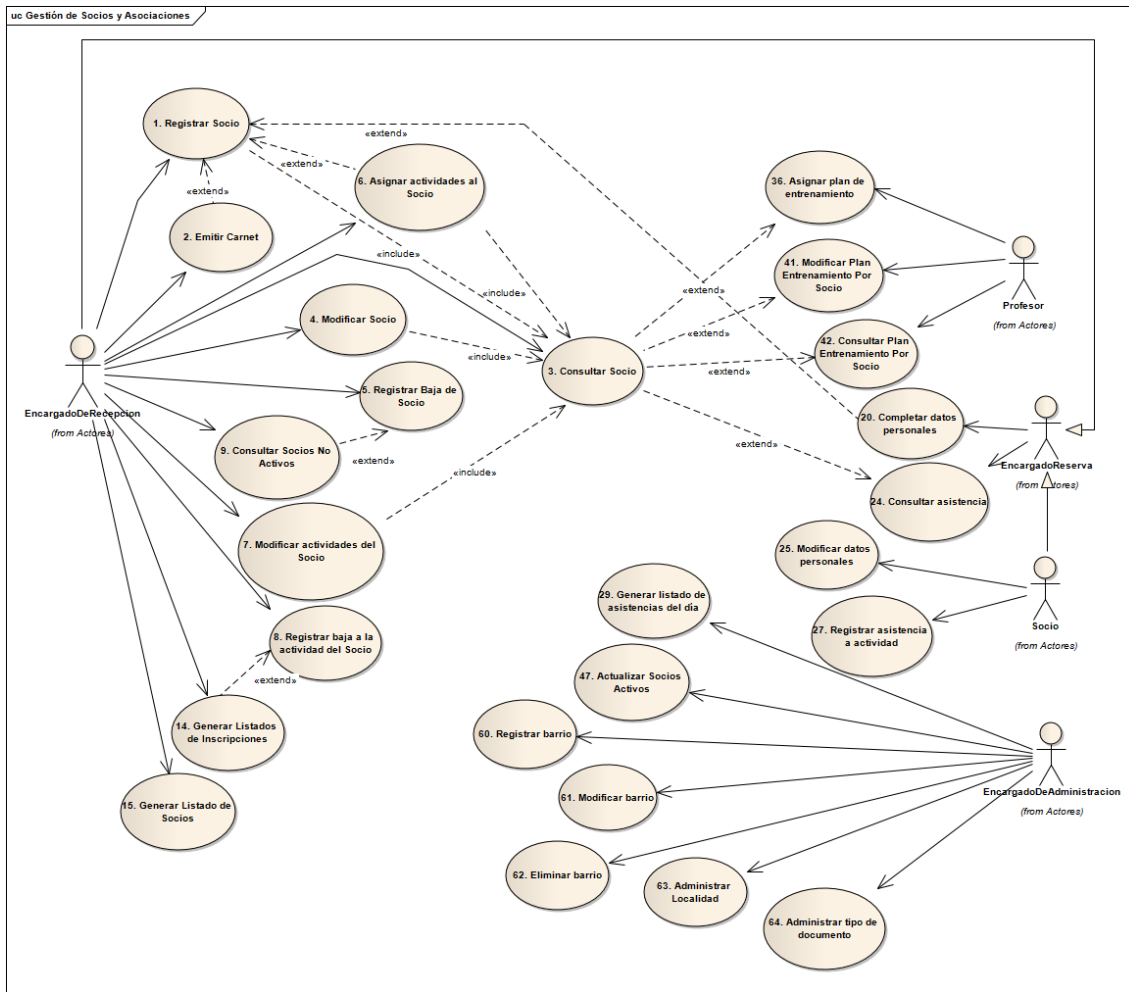 uc Gestión de Socios y Asociaciones
1. Registrar Socio
«extend»
«extend»
6. Asignar actividades al
Socio
«extend»
2. Emitir Carnet
«include»
«include»
4. Modificar Socio
«include»
3. Consultar Socio
5. Registrar Baja de
Socio
EncargadoDeRecepcion
(from Actores)
9. Consultar Socios No
Activos
«extend»
«include»
7. Modificar actividades del
Socio
8. Registrar baja a la
actividad del Socio
«extend»
14. Generar Listados
de Inscripciones
15. Generar Listado de
Socios
36. Asignar plan de
entrenamiento
41. Modificar Plan
Entrenamiento Por
Socio
«extend»
«extend»
42. Consultar Plan
Entrenamiento Por
Socio
«extend»
Profesor
(from Actores)
20. Completar datos
personales
«extend»
24. Consultar asistencia
EncargadoReserva
(from Actores)
25. Modificar datos
personales
27. Registrar asistencia
a actividad
Socio
(from Actores)
29. Generar listado de
asistencias del día
47. Actualizar Socios
Activos
60. Registrar barrio
61. Modificar barrio
62. Eliminar barrio
63. Administrar
Localidad
64. Administrar tipo de
documento
EncargadoDeAdministracion
(from Actores)